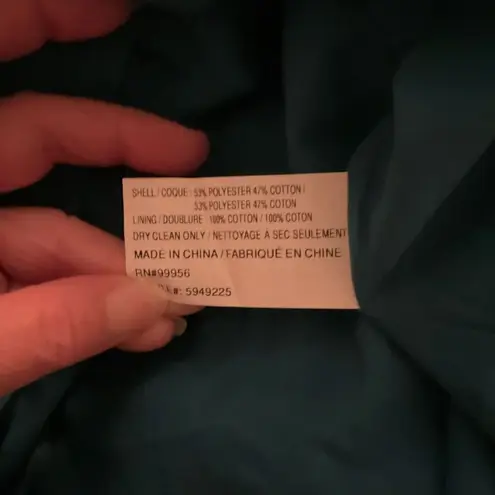 SHELL / COQUE : 53% POLYESTER 47% COTTON /
53% POLYESTER 47% COTON
LINING / DOUBLURE : 100% COTTON / 100% COTON
DRY CLEAN ONLY / NETTOYAGE À SEC SEULEMENT
MADE IN CHINA / FABRIQUÉ EN CHINE
RN#99956
#: 5949225